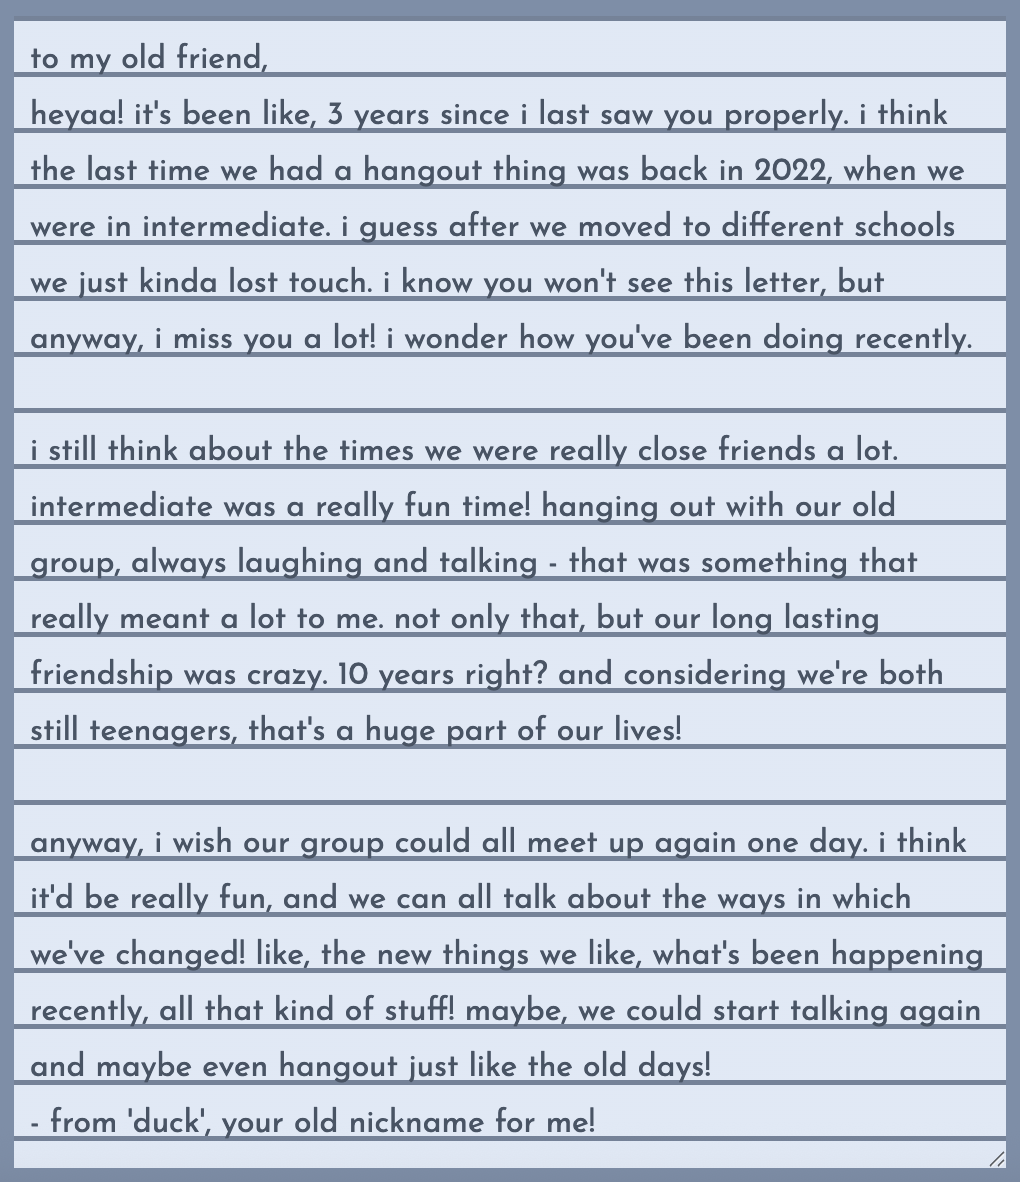 to my old friend,
heyaa! it's been like, 3 years since i last saw you properly. i think
the last time we had a hangout thing was back in 2022, when we
were in intermediate. i guess after we moved to different schools
we just kinda lost touch. i know you won't see this letter, but
anyway, i miss you a lot! i wonder how you've been doing recently.
i still think about the times we were really close friends a lot.
intermediate was a really fun time! hanging out with our old
group, always laughing and talking - that was something that
really meant a lot to me. not only that, but our long lasting
friendship was crazy. 10 years right? and considering we're both
still teenagers, that's a huge part of our lives!
anyway, i wish our group could all meet up again one day. i think
it'd be really fun, and we can all talk about the ways in which
we've changed! like, the new things we like, what's been happening
recently, all that kind of stuff! maybe, we could start talking again
and maybe even hangout just like the old days!
- from 'duck', your old nickname for me!